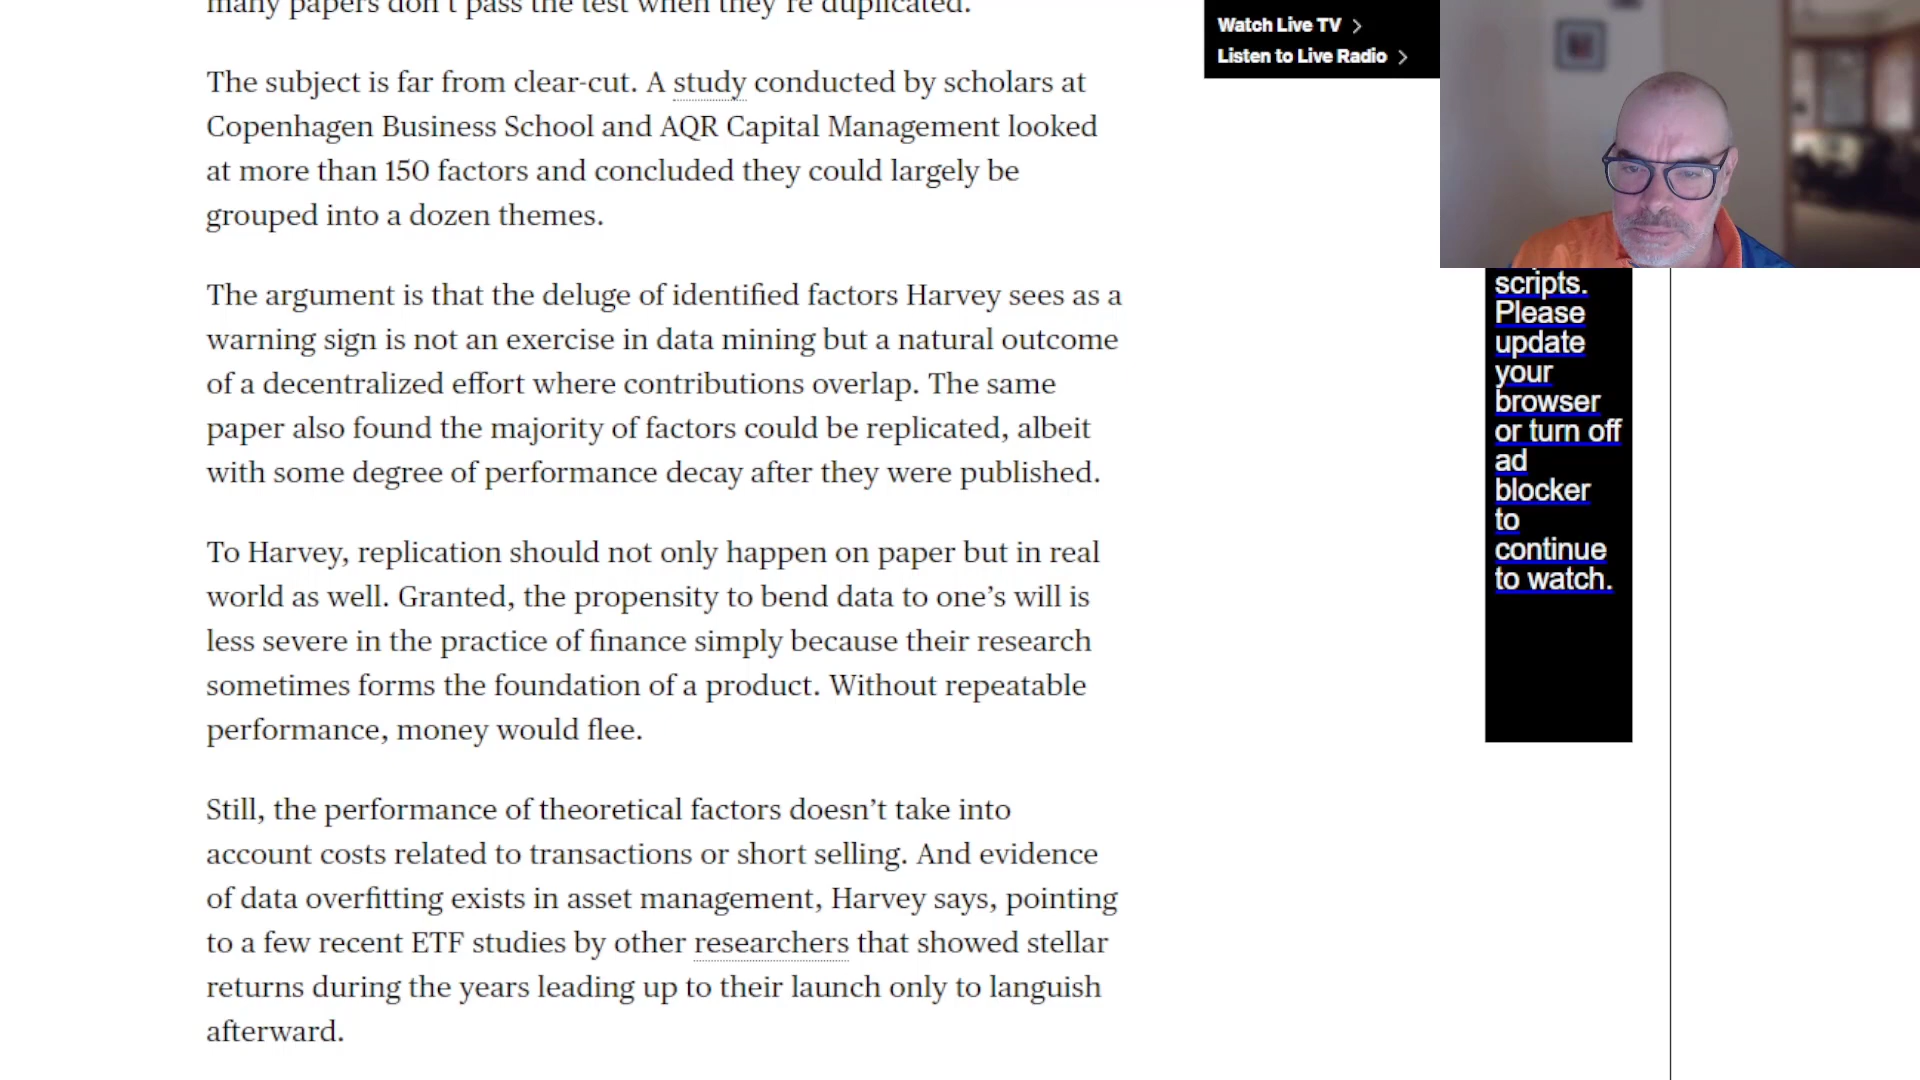 many papers don't pass the test when they're duplicated.
The subject is far from clear-cut. A study conducted by scholars at
Copenhagen Business School and AQR Capital Management looked
at more than 150 factors and concluded they could largely be
grouped into a dozen themes.
The argument is that the deluge of identified factors Harvey sees as a
warning sign is not an exercise in data mining but a natural outcome
of a decentralized effort where contributions overlap. The same
paper also found the majority of factors could be replicated, albeit
with some degree of performance decay after they were published.
To Harvey, replication should not only happen on paper but in real
world as well. Granted, the propensity to bend data to one's will is
less severe in the practice of finance simply because their research
sometimes forms the foundation of a product. Without repeatable
performance, money would flee.
Still, the performance of theoretical factors doesn't take into
account costs related to transactions or short selling. And evidence
of data overfitting exists in asset management, Harvey says, pointing
to a few recent ETF studies by other researchers that showed stellar
returns during the years leading up to their launch only to languish
afterward.
Watch Live TV
Listen to Live Radio
scripts.
Please
update
your
browser
or turn off
ad
blocker
to
continue
to watch.